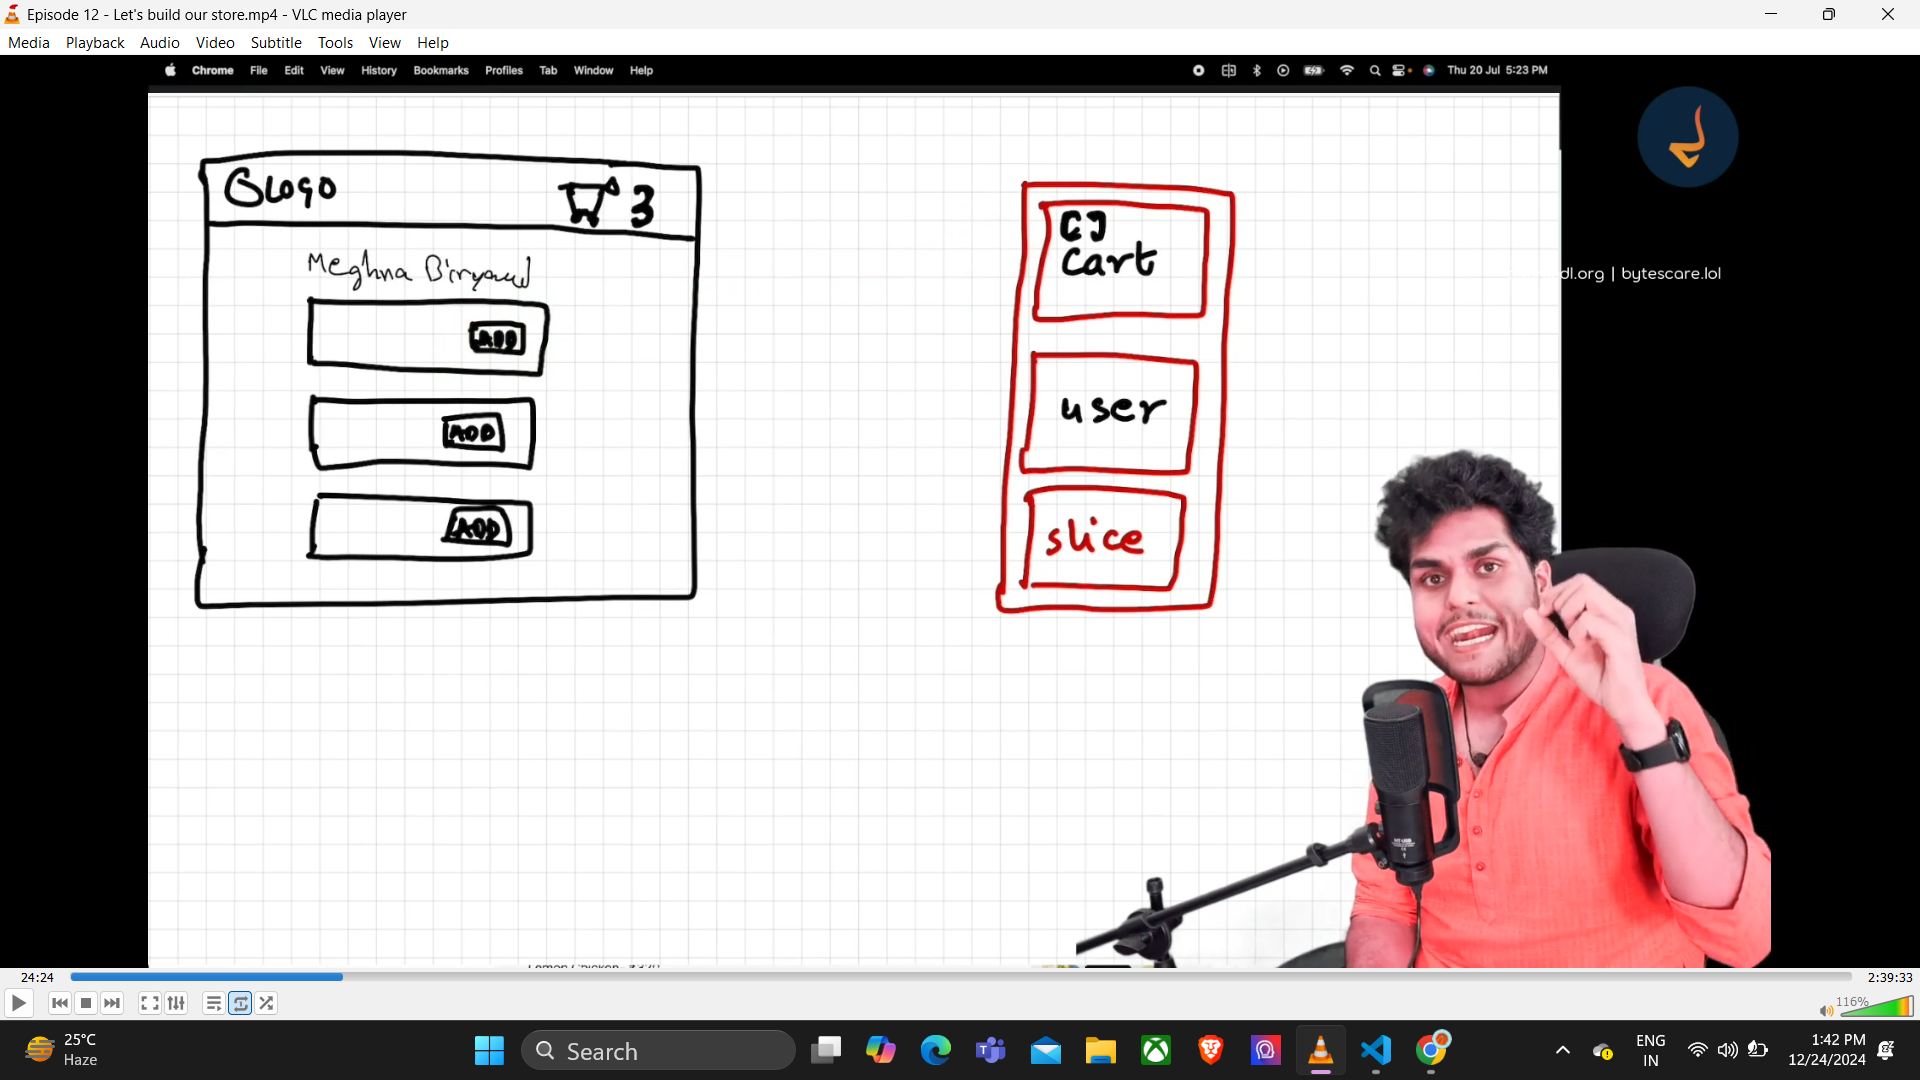 Episode 12 - Let's build our store.mp4 - VLC media player
Media Playback Audio Video Subtitle Tools View Help
Chrome File Edit View History Bookmarks Profiles Tab Window Help
Thu 20 Jul 5:23 PM
Logo
3
Meghna
ADD
ADD
ADD
[]
Cart
user
slice
dl.org | bytescare.lol
24:24
2:39:33
116%
25°C
Haze
Search
ENG
IN
1:42 PM
12/24/2024